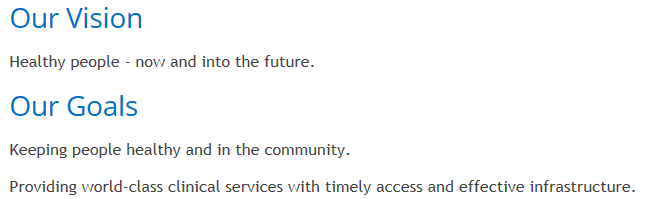 Our Vision
Healthy people - now and into the future.
Our Goals
Keeping people healthy and in the community.
Providing world-class clinical services with timely access and effective infrastructure.